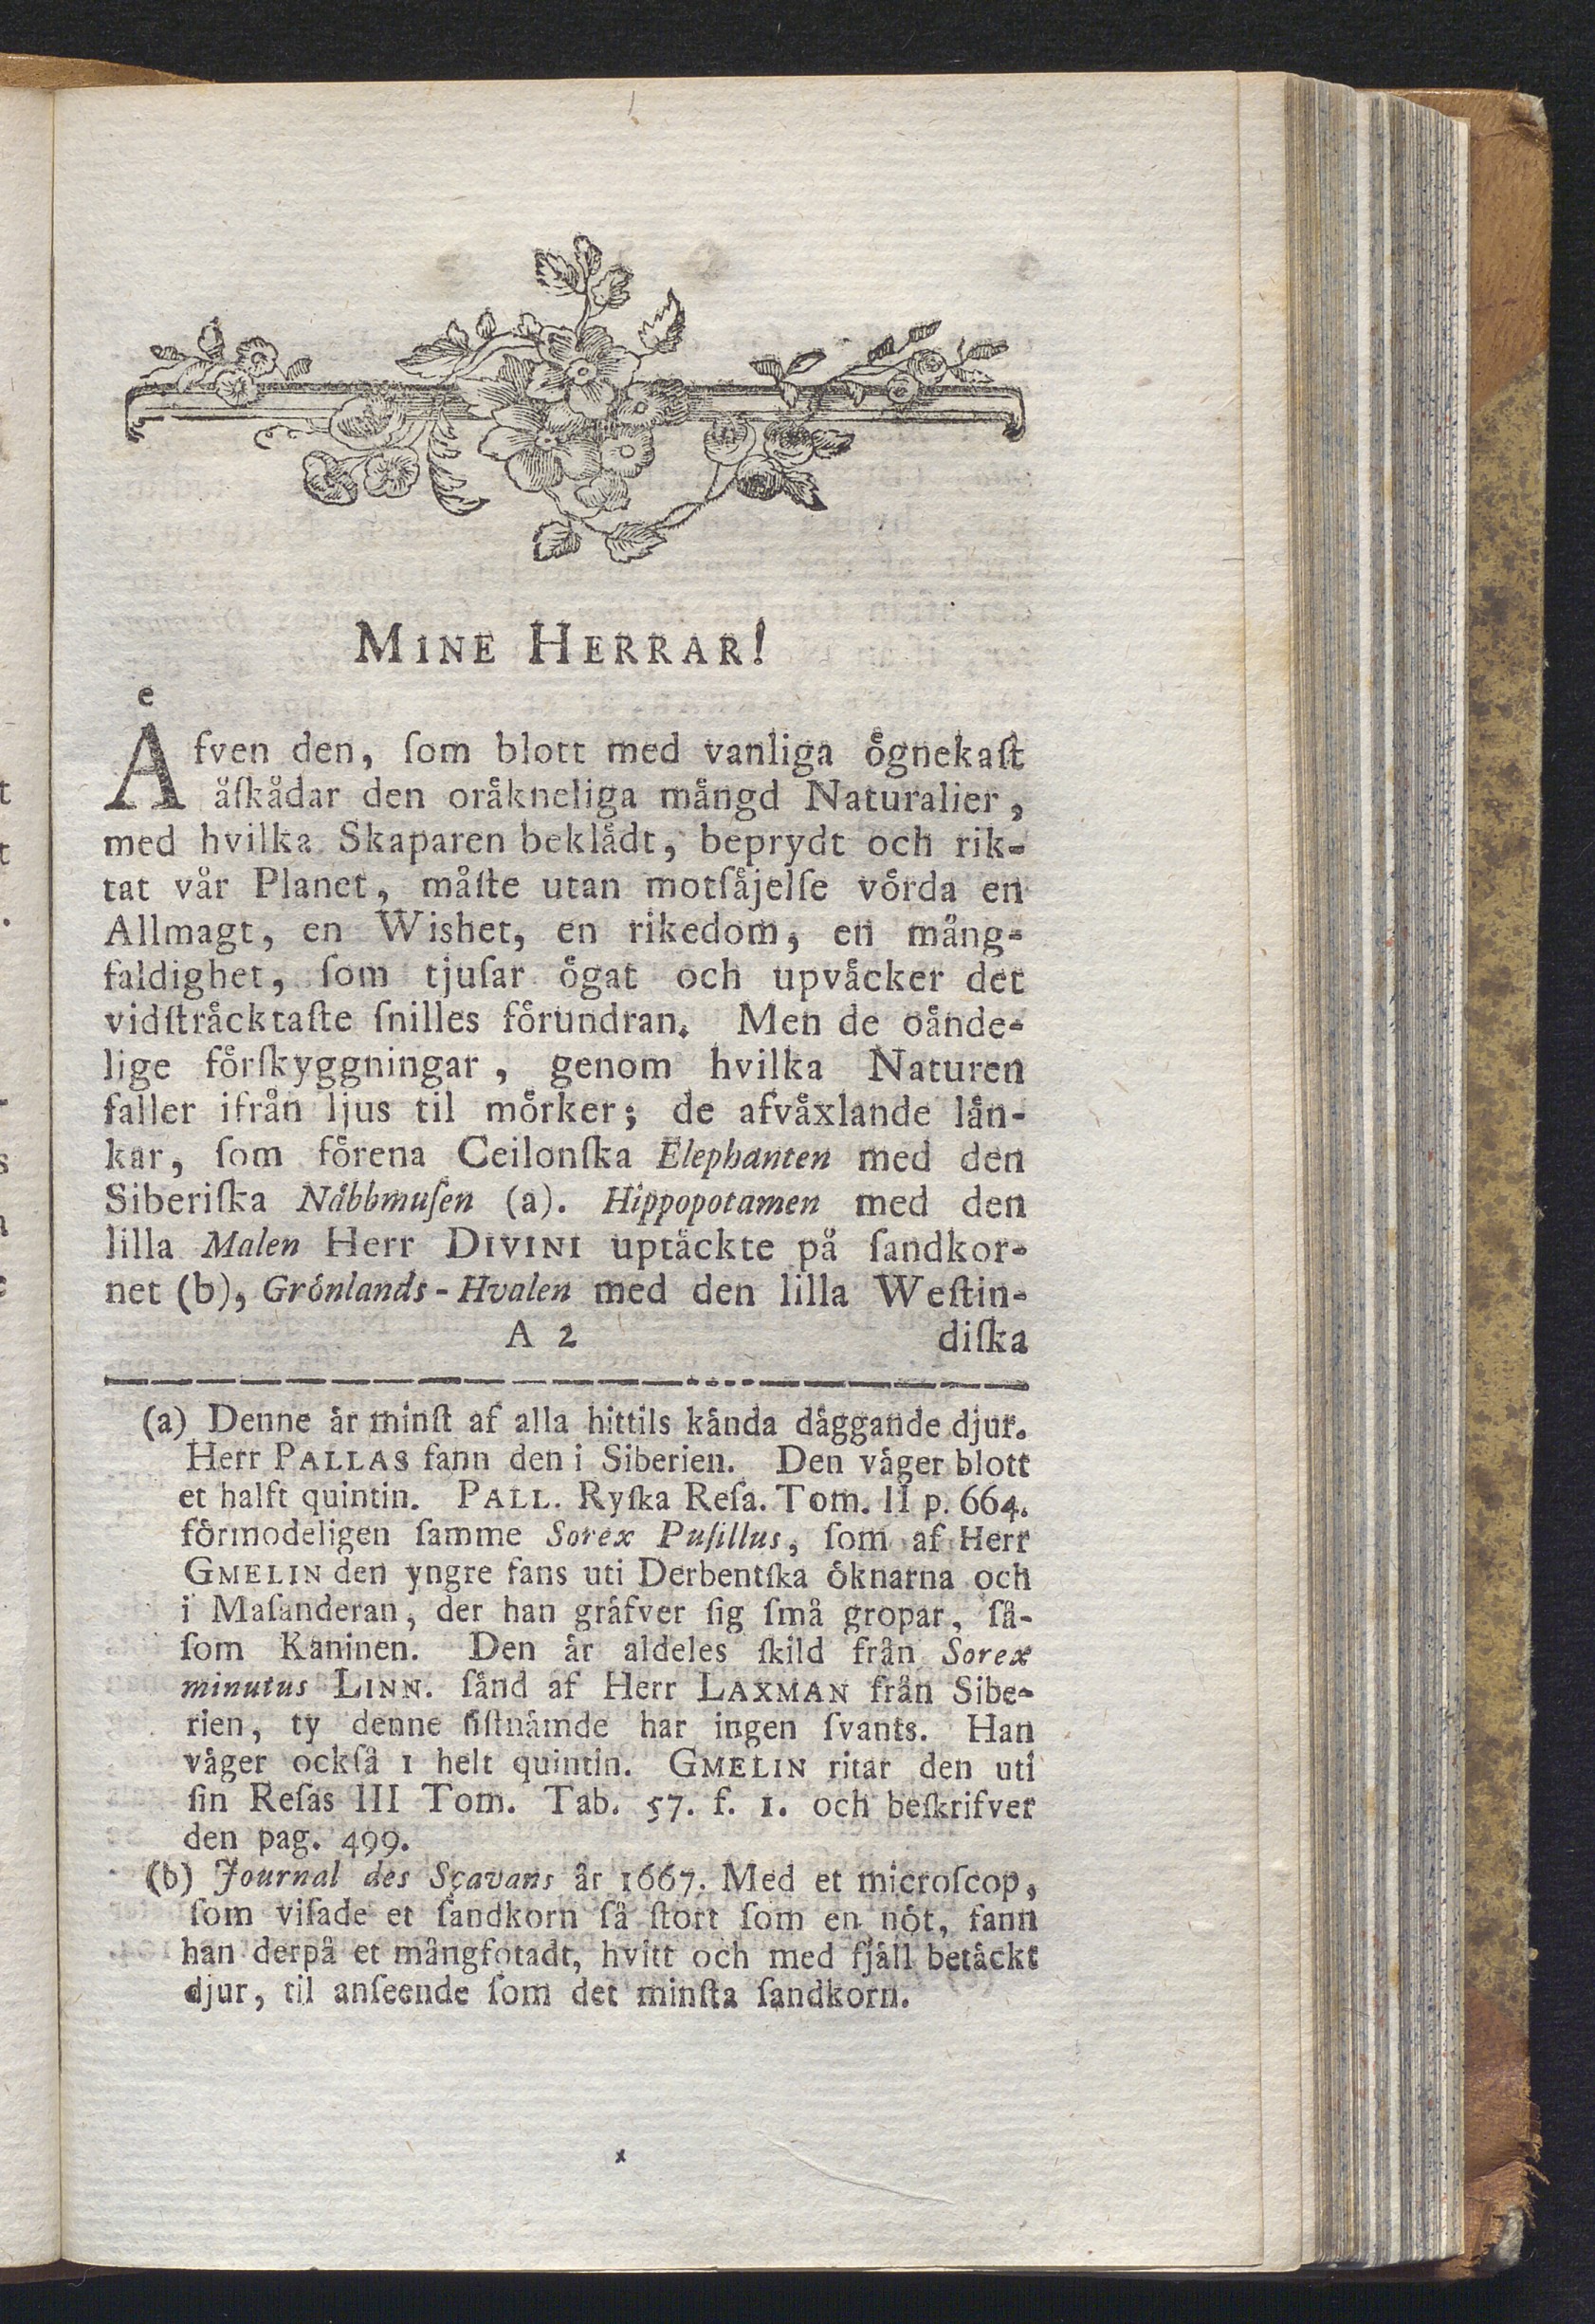 MINE HERRAR!
Äfven den, ſom blott med vanliga ögnekaſt
åſkådar den oräkneliga mängd Naturalier,
med hvilka Skaparen beklädt, beprydt och rik-
tat vår Planet, måſte utan motſäjelſe vörda en
Allmagt, en Wishet, en rikedom, en mång-
faldighet, ſom tjuſar ögat och upväcker det
vidſträcktaſte ſnilles förundran. Men de oände-
lige förſkyggningar, genom hvilka Naturen
faller ifrån ljus til mörker; de afväxlande län-
kar, ſom förena Ceilonſka Elephanten med den
Siberiſka Näbbmuſen (a). Hippopotamen med den
lilla Malen Herr DIVINI uptäckte på ſandkor-
net (b), Grönlands-Hvalen med den lilla Weſtin-
A 2 diſka
(a) Denne är minſt af alla hittils kända däggande djur.
Herr PALLAS fann den i Siberien. Den väger blott
et halft quintin. PALL. Ryſka Reſa. Tom. II p. 664.
förmodeligen ſamme Sorex Puſillus, ſom af Herr
GMELIN den yngre fans uti Derbentſka öknarna och
i Maſanderan, der han gräfver ſig ſmå gropar, ſå-
ſom Kaninen. Den är aldeles ſkild från Sorex
minutus LINN. ſänd af Herr LAXMAN från Sibe-
rien, ty denne ſiſtnämde har ingen ſvants. Han
väger ockſå 1 helt quintin. GMELIN ritar den uti
ſin Reſas III Tom. Tab. 57. f. 1. och beſkrifver
den pag. 499.
(b) Journal des Sçavans år 1667. Med et microſcop,
ſom viſade et ſandkorn ſå ſtort ſom en nöt, fann
han derpå et mångfotadt, hvitt och med fjäll betäckt
djur, til anſeende ſom det minſta ſandkorn.